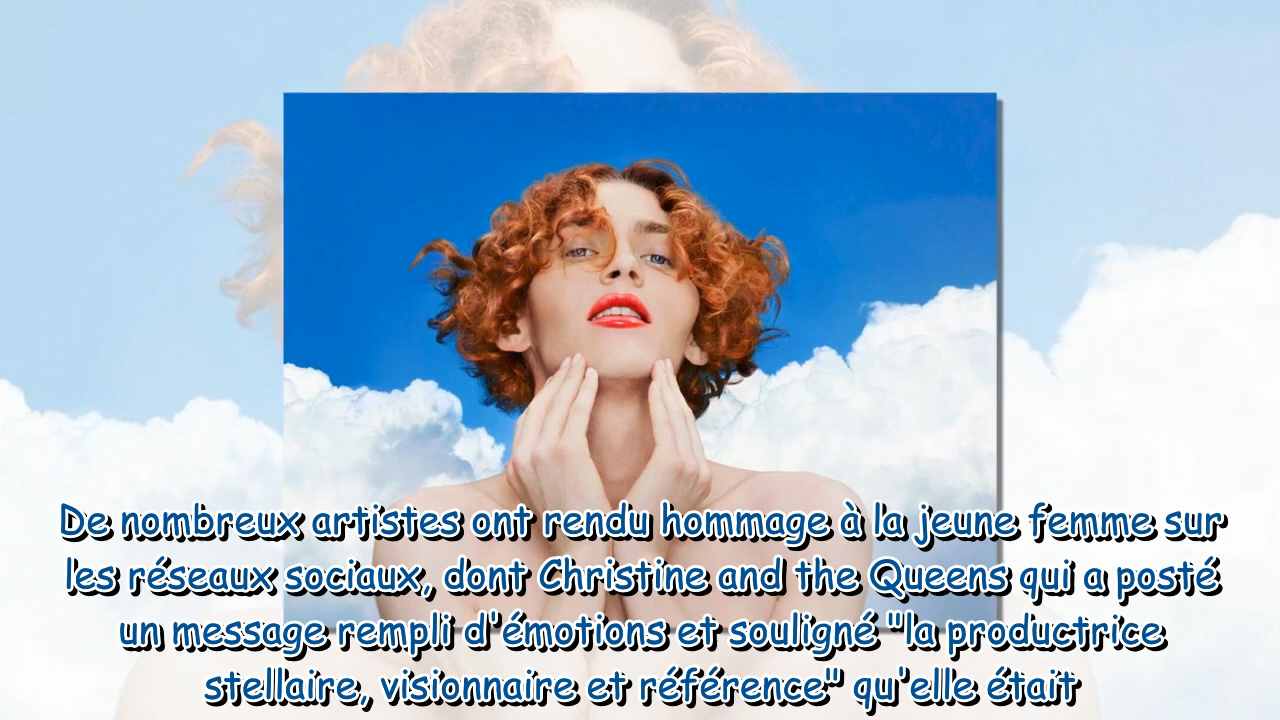 De nombreux artistes ont rendu hommage à la jeune femme sur
les réseaux sociaux, dont Christine and the Queens qui a posté
un message rempli d'émotions et souligné "la productrice
stellaire, visionnaire et référence" qu'elle était